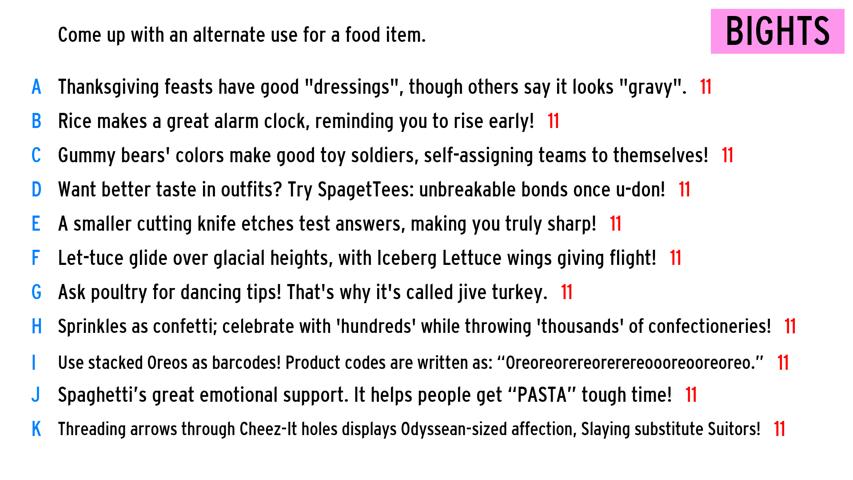 Come up with an alternate use for a food item.
BIGHTS
A Thanksgiving feasts have good "dressings", though others say it looks "gravy". 11
B Rice makes a great alarm clock, reminding you to rise early! 11
C Gummy bears' colors make good toy soldiers, self-assigning teams to themselves! 11
D Want better taste in outfits? Try SpagetTees: unbreakable bonds once u-don! 11
E A smaller cutting knife etches test answers, making you truly sharp! 11
F Let-tuce glide over glacial heights, with Iceberg Lettuce wings giving flight! 11
G Ask poultry for dancing tips! That's why it's called jive turkey. 11
H Sprinkles as confetti; celebrate with 'hundreds' while throwing 'thousands' of confectioneries! 11
I Use stacked Oreos as barcodes! Product codes are written as: “Oreoreorereorerereoooreooreoreo.” 11
J Spaghetti’s great emotional support. It helps people get “PASTA” tough time! 11
K Threading arrows through Cheez-It holes displays Odyssean-sized affection, Slaying substitute Suitors! 11